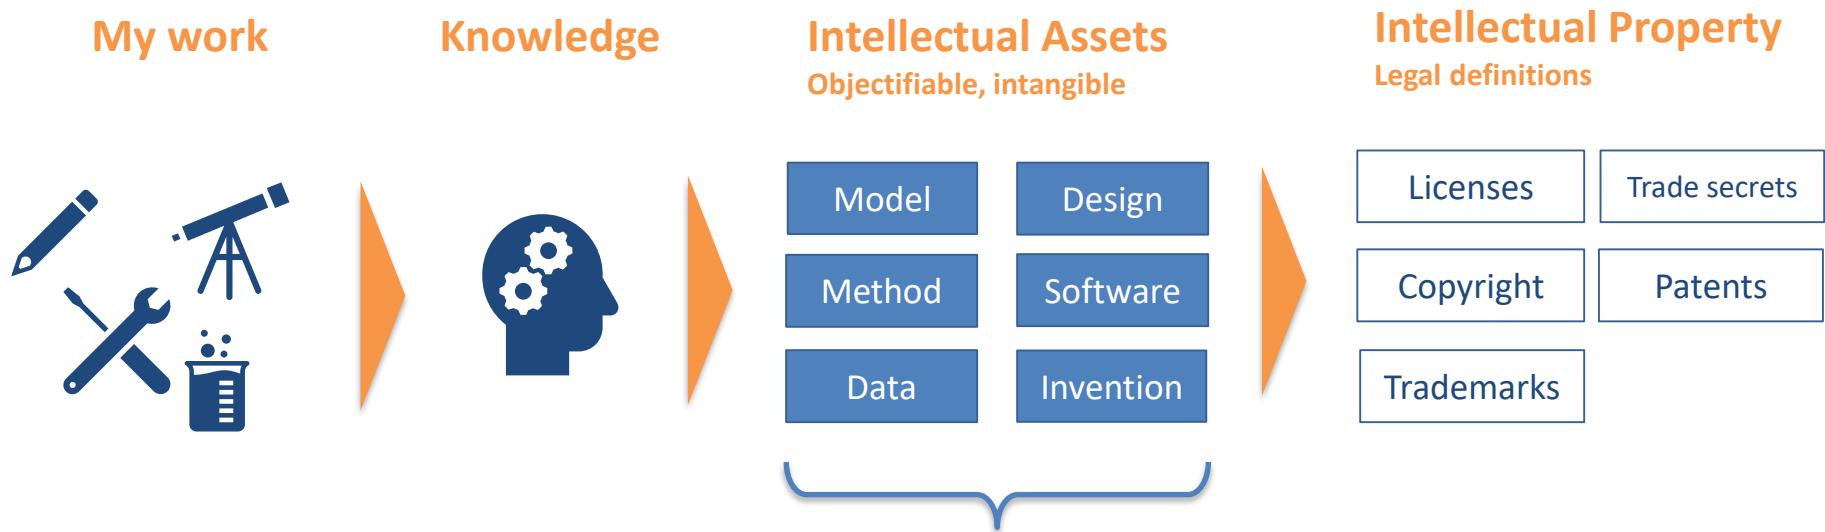 My work
Knowledge
Intellectual Assets
Objectifiable, intangible
Intellectual Property
Legal definitions
Model
Design
Method
Software
Data
Invention
Licenses
Trade secrets
Copyright
Patents
Trademarks